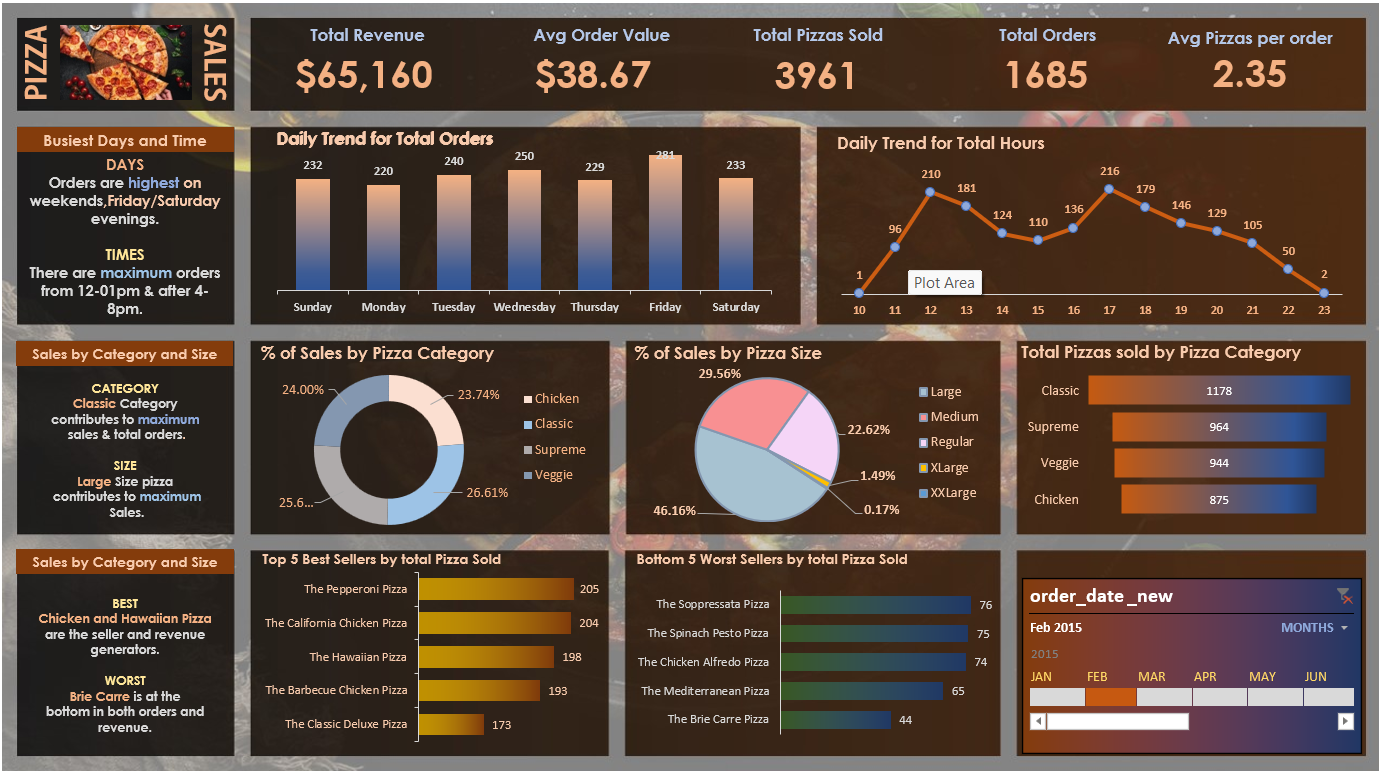 PIZZA
SALES
Total Revenue
$65,160
Avg Order Value
$38.67
Total Pizzas Sold
3961
Total Orders
1685
Avg Pizzas per order
2.35
Busiest Days and Time
DAYS
Orders are highest on
weekends,Friday/Saturday
evenings.
TIMES
There are maximum orders
from 12-01pm & after 4-
8pm.
Daily Trend for Total Orders
232
220
240
250
229
281
233
Sunday
Monday
Tuesday
Wednesday
Thursday
Friday
Saturday
Daily Trend for Total Hours
1
96
210
181
124
110
136
216
179
146
129
105
50
2
Plot Area
10
11
12
13
14
15
16
17
18
19
20
21
22
23
Sales by Category and Size
CATEGORY
Classic Category
contributes to maximum
sales & total orders.
SIZE
Large Size pizza
contributes to maximum
Sales.
% of Sales by Pizza Category
24.00%
23.74%
25.6...
26.61%
Chicken
Classic
Supreme
Veggie
% of Sales by Pizza Size
29.56%
22.62%
1.49%
0.17%
46.16%
Large
Medium
Regular
XLarge
XXLarge
Total Pizzas sold by Pizza Category
Classic 1178
Supreme 964
Veggie 944
Chicken 875
Sales by Category and Size
BEST
Chicken and Hawaiian Pizza
are the seller and revenue
generators.
WORST
Brie Carre is at the
bottom in both orders and
revenue.
Top 5 Best Sellers by total Pizza Sold
The Pepperoni Pizza 205
The California Chicken Pizza 204
The Hawaiian Pizza 198
The Barbecue Chicken Pizza 193
The Classic Deluxe Pizza 173
Bottom 5 Worst Sellers by total Pizza Sold
The Soppressata Pizza 76
The Spinach Pesto Pizza 75
The Chicken Alfredo Pizza 74
The Mediterranean Pizza 65
The Brie Carre Pizza 44
order_date_new
Feb 2015 MONTHS
2015
JAN FEB MAR APR MAY JUN